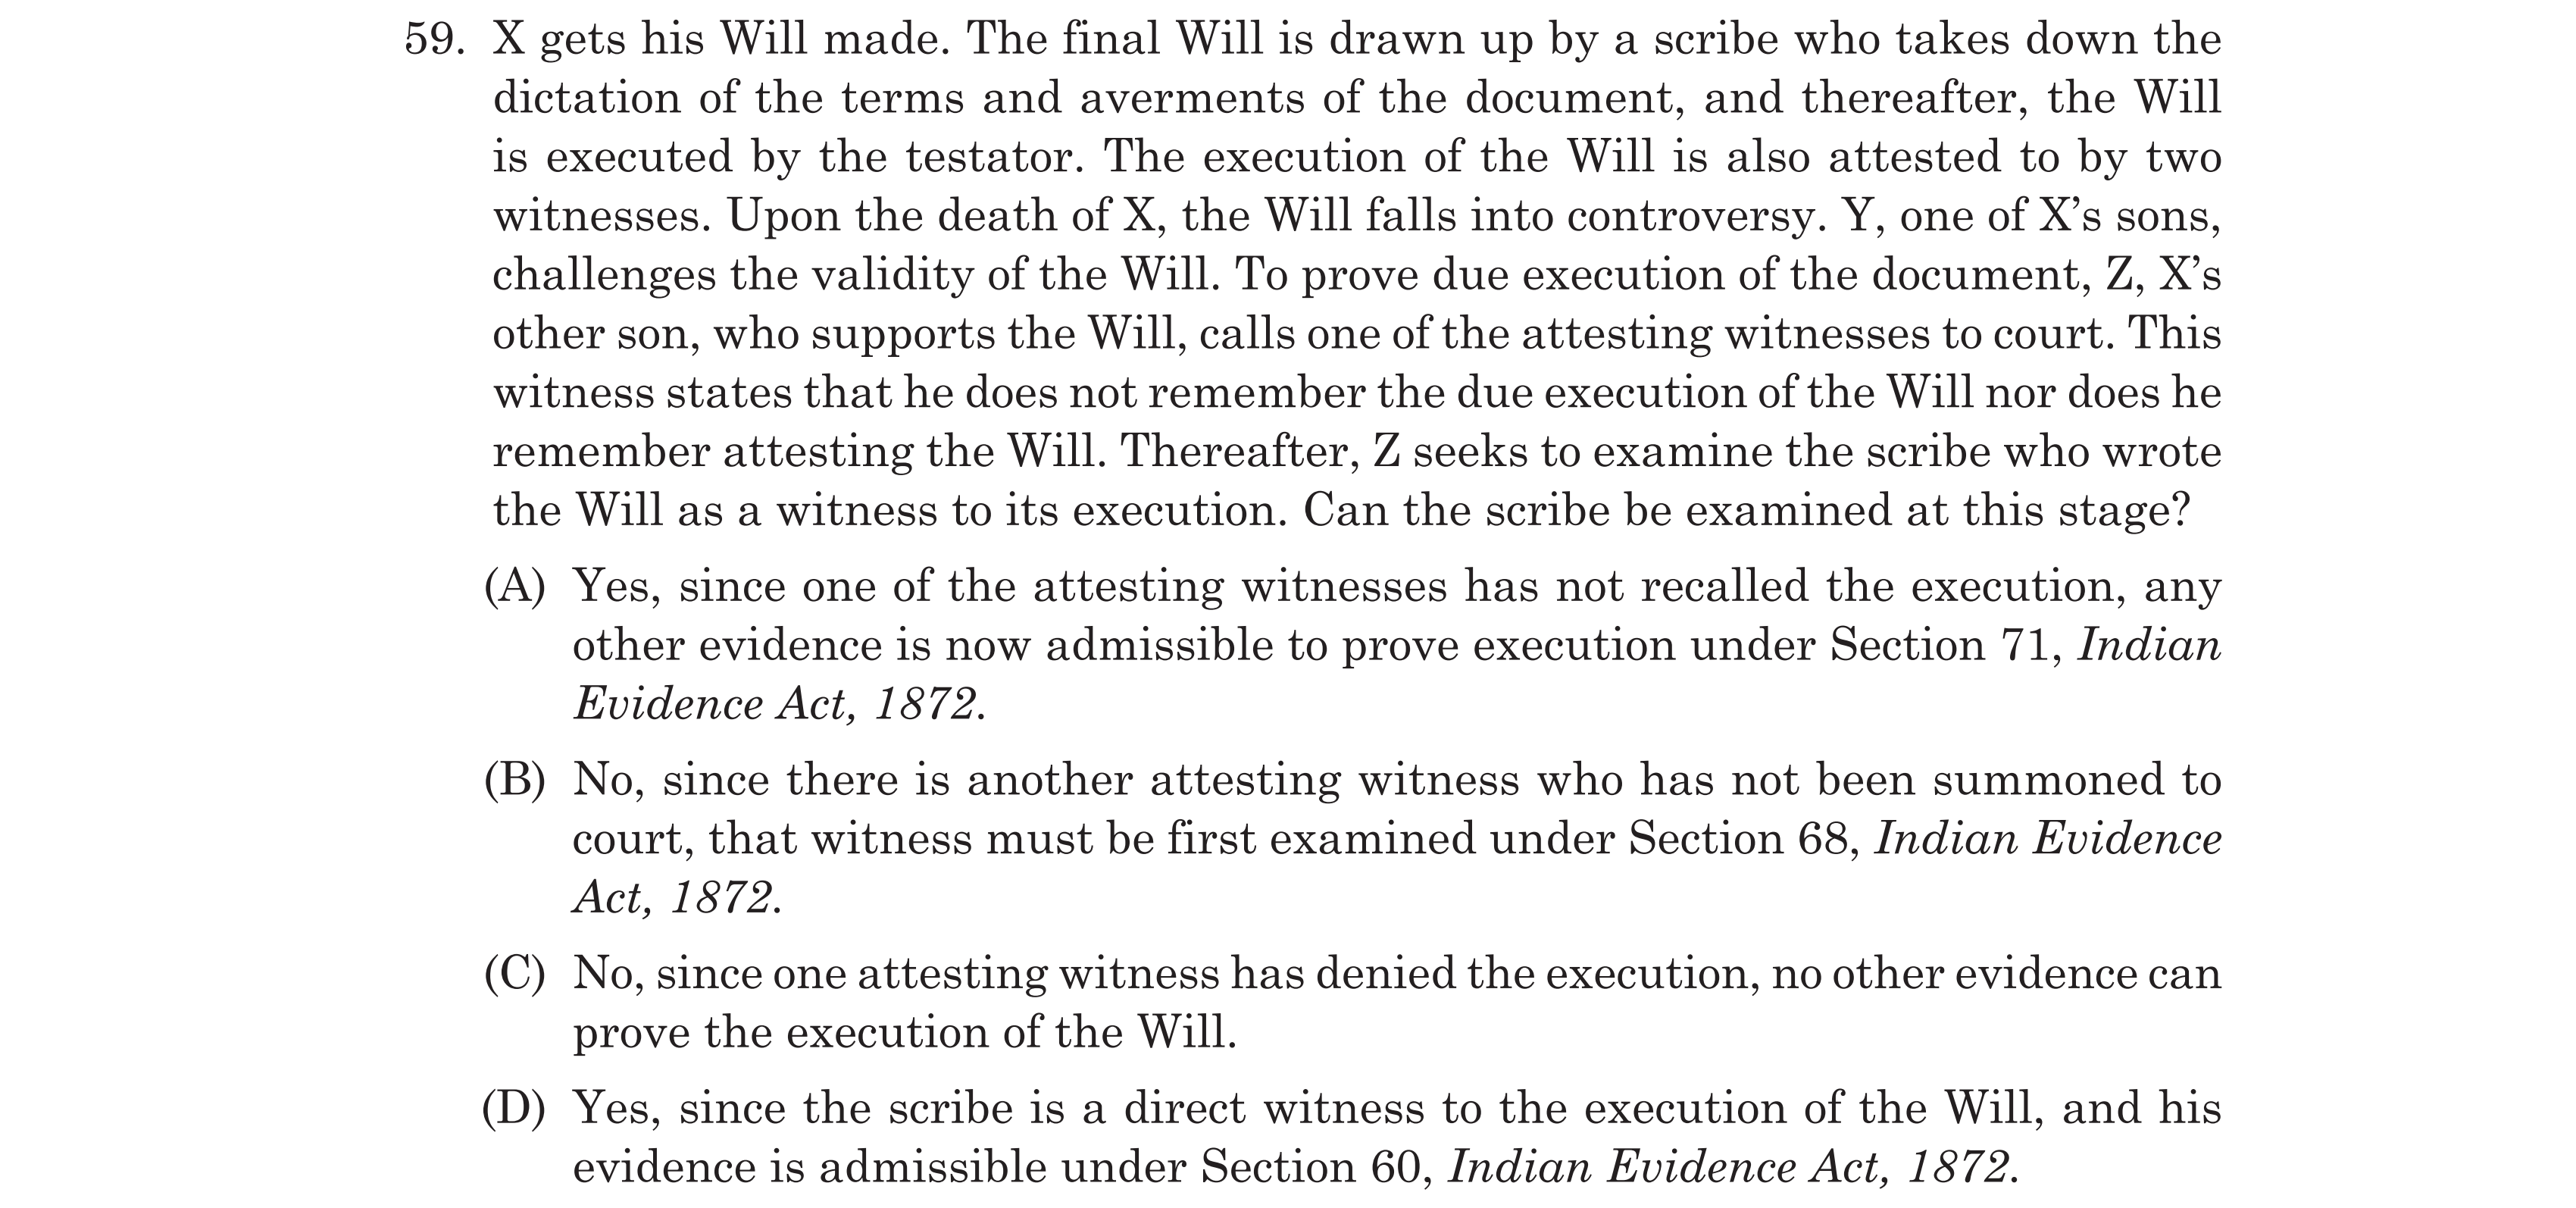 59. X gets his Will made. The final Will is drawn up by a scribe who takes down the
dictation of the terms and averments of the document, and thereafter, the Will
is executed by the testator. The execution of the Will is also attested to by two
witnesses. Upon the death of X, the Will falls into controversy. Y, one of X’s sons,
challenges the validity of the Will. To prove due execution of the document, Z, X’s
other son, who supports the Will, calls one of the attesting witnesses to court. This
witness states that he does not remember the due execution of the Will nor does he
remember attesting the Will. Thereafter, Z seeks to examine the scribe who wrote
the Will as a witness to its execution. Can the scribe be examined at this stage?
(A) Yes, since one of the attesting witnesses has not recalled the execution, any
other evidence is now admissible to prove execution under Section 71, Indian
Evidence Act, 1872.
(B) No, since there is another attesting witness who has not been summoned to
court, that witness must be first examined under Section 68, Indian Evidence
Act, 1872.
(C) No, since one attesting witness has denied the execution, no other evidence can
prove the execution of the Will.
(D) Yes, since the scribe is a direct witness to the execution of the Will, and his
evidence is admissible under Section 60, Indian Evidence Act, 1872.